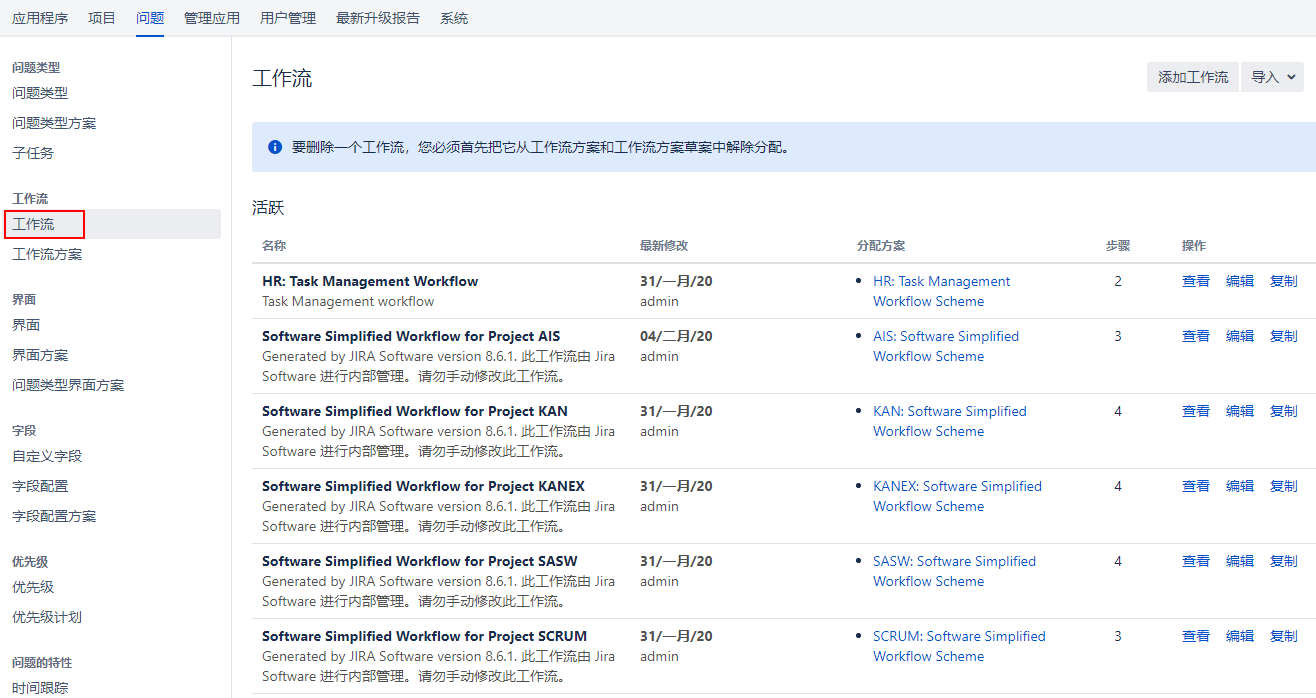 应用程序 项目 问题 管理应用 用户管理 最新升级报告 系统
问题类型
问题类型
问题类型方案
子任务
工作流
工作流
工作流方案
界面
界面
界面方案
问题类型界面方案
字段
自定义字段
字段配置
字段配置方案
优先级
优先级
优先级计划
问题的特性
时间跟踪
工作流
添加工作流 导入
要删除一个工作流，您必须首先把它从工作流方案和工作流方案草案中解除分配。
活跃
名称 最新修改 分配方案 步骤 操作
HR: Task Management Workflow 31/一月/20 • HR: Task Management 2 查看 编辑 复制
Task Management workflow admin Workflow Scheme
Software Simplified Workflow for Project AIS 04/二月/20 • AIS: Software Simplified 3 查看 编辑 复制
Generated by JIRA Software version 8.6.1. 此工作流由 Jira admin Workflow Scheme
Software 进行内部管理。请勿手动修改此工作流。
Software Simplified Workflow for Project KAN 31/一月/20 • KAN: Software Simplified 4 查看 编辑 复制
Generated by JIRA Software version 8.6.1. 此工作流由 Jira admin Workflow Scheme
Software 进行内部管理。请勿手动修改此工作流。
Software Simplified Workflow for Project KANEX 31/一月/20 • KANEX: Software Simplified 4 查看 编辑 复制
Generated by JIRA Software version 8.6.1. 此工作流由 Jira admin Workflow Scheme
Software 进行内部管理。请勿手动修改此工作流。
Software Simplified Workflow for Project SASW 31/一月/20 • SASW: Software Simplified 4 查看 编辑 复制
Generated by JIRA Software version 8.6.1. 此工作流由 Jira admin Workflow Scheme
Software 进行内部管理。请勿手动修改此工作流。
Software Simplified Workflow for Project SCRUM 31/一月/20 • SCRUM: Software Simplified 3 查看 编辑 复制
Generated by JIRA Software version 8.6.1. 此工作流由 Jira admin Workflow Scheme
Software 进行内部管理。请勿手动修改此工作流。